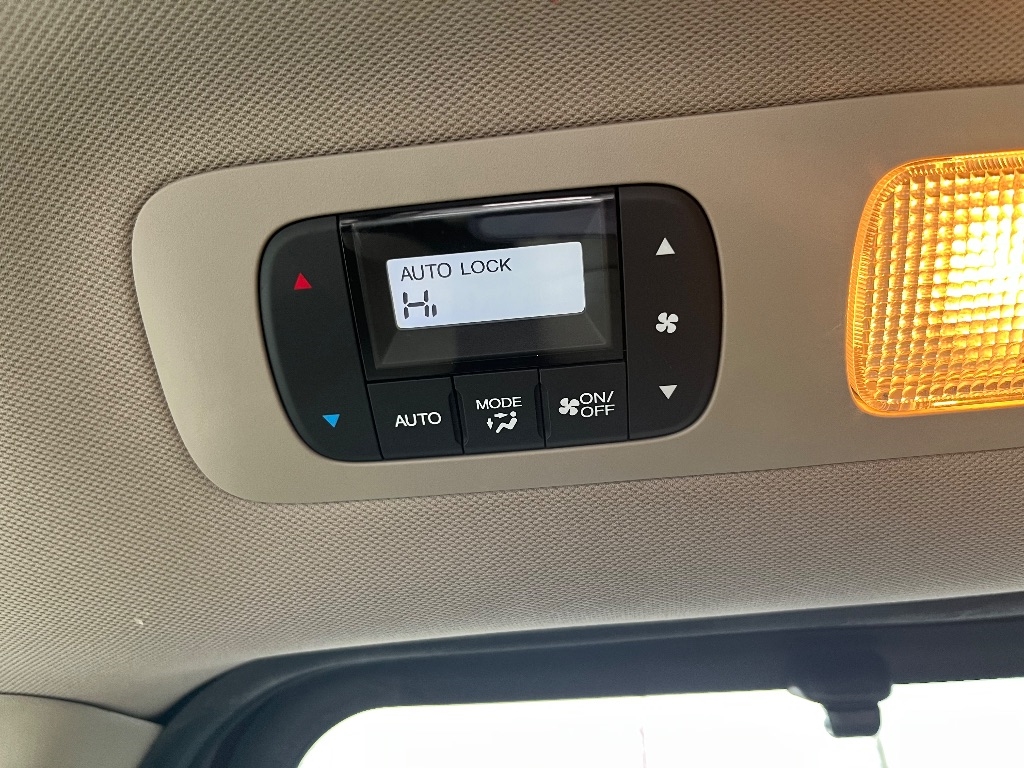 AUTO LOCK
Hi
AUTO
MODE
ON/
OFF